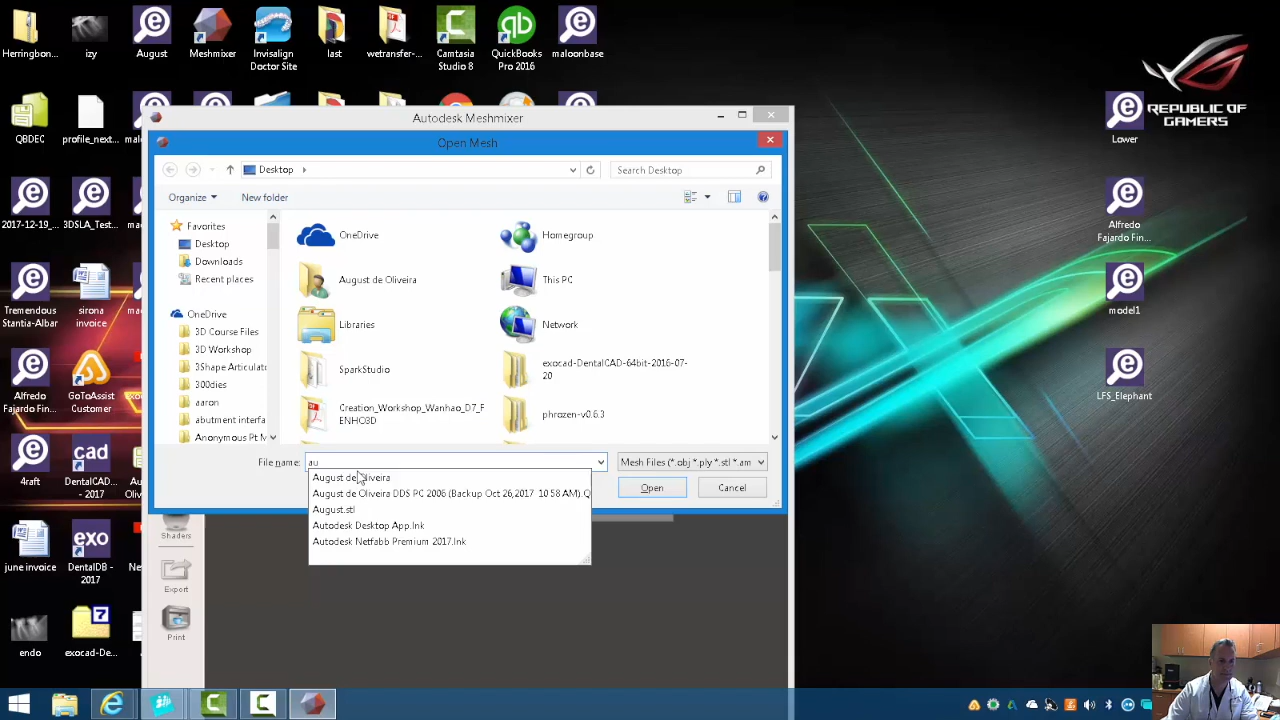 Herringbon...
izy
August
Meshmixer
Invisalign
Doctor Site
last
wetransfer-...
Camtasia
Studio 8
QuickBooks
Pro 2016
maloonbase
QBDEC
profile_next...
2017-12-19_...
3DSLA_Test...
Tremendous
Stantia-Albar
sirona
invoice
Alfredo
Fajardo Fin...
GoToAssist
Customer
4raft
cad
Landing
Page
june invoice
exo
DentalDB -
2017
endo
7
exocad-De...
Autodesk Meshmixer
Open Mesh
Desktop
Search Desktop
Organize
New folder
Favorites
Desktop
Downloads
Recent places
OneDrive
3D Course Files
3D Workshop
3Shape Articulato
300dies
aaron
abutment interfa
Anonymous Pt M
OneDrive
Homegroup
August de Oliveira
This PC
Libraries
Network
SparkStudio
exocad-DentalCAD-64bit-2016-07-
20
Creation_Workshop_Wanhao_D7_F
ENHO3D
phrozen-v0.6.3
File name:
au
Mesh Files (*.obj *.ply *.stl *.am
August de Oliveira
August de Oliveira DDS PC 2006 (Backup Oct 26,2017 10 58 AM).Q
August.stl
Autodesk Desktop App.lnk
Autodesk Netfabb Premium 2017.lnk
Open
Cancel
Shaders
Export
Print
REPUBLIC OF
GAMERS
Lower
Alfredo
Fajardo Fin...
model1
LFS_Elephant